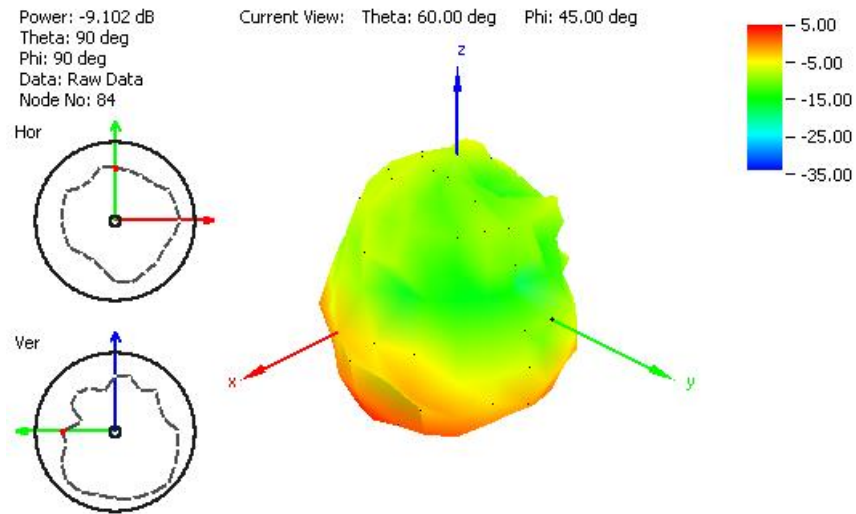 Power: -9.102 dB
Theta: 90 deg
Phi: 90 deg
Data: Raw Data
Node No: 84
Current View: Theta: 60.00 deg Phi: 45.00 deg
Hor
Ver
z
x
y
5.00
-5.00
-15.00
-25.00
-35.00